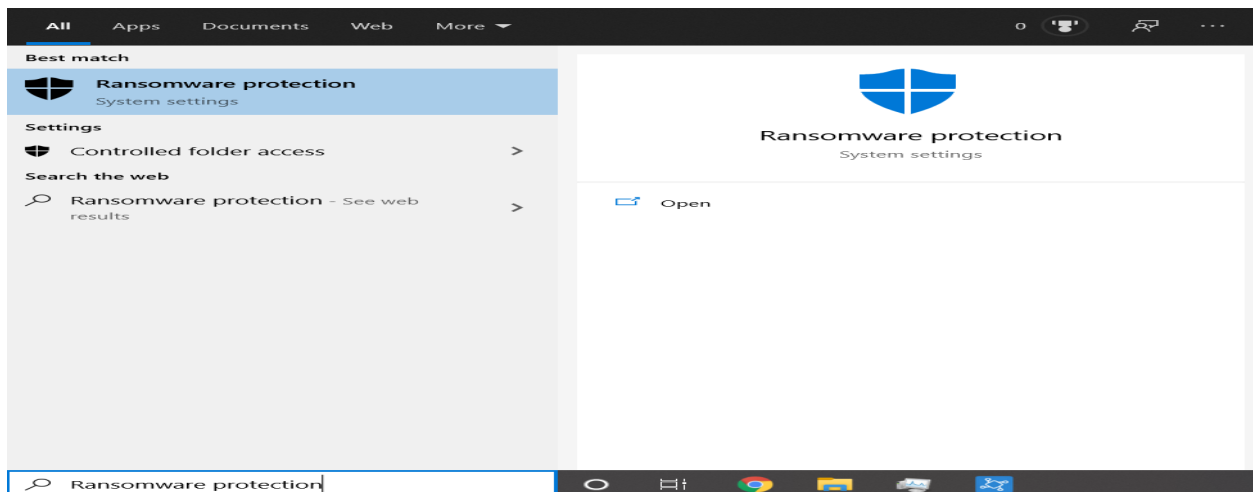 All Apps Documents Web More 0 ...
Best match
Ransomware protection
System settings
Settings
Controlled folder access
Search the web
Ransomware protection - See web
results
Ransomware protection
System settings
Open
Ransomware protection